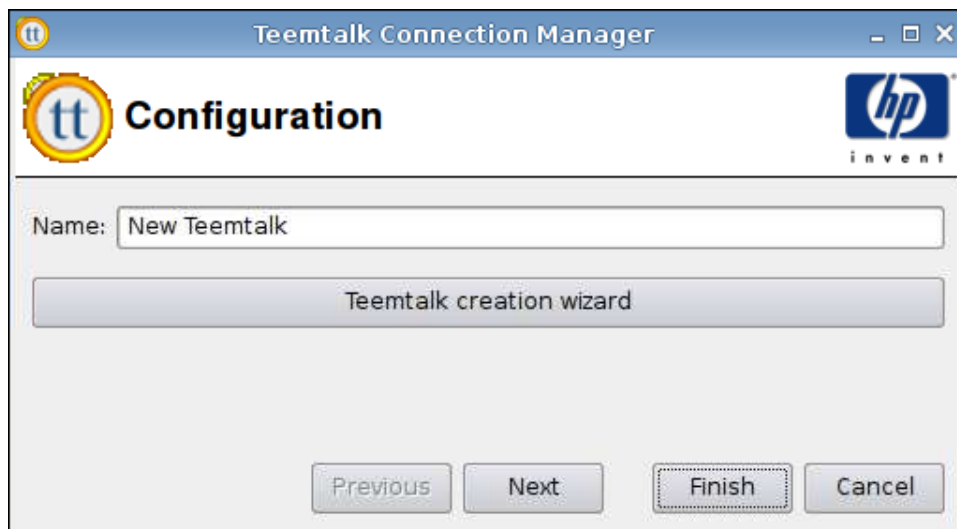 tt Teemtalk Connection Manager
tt Configuration
hp
invent
Name: New Teemtalk
Teemtalk creation wizard
Previous Next Finish Cancel